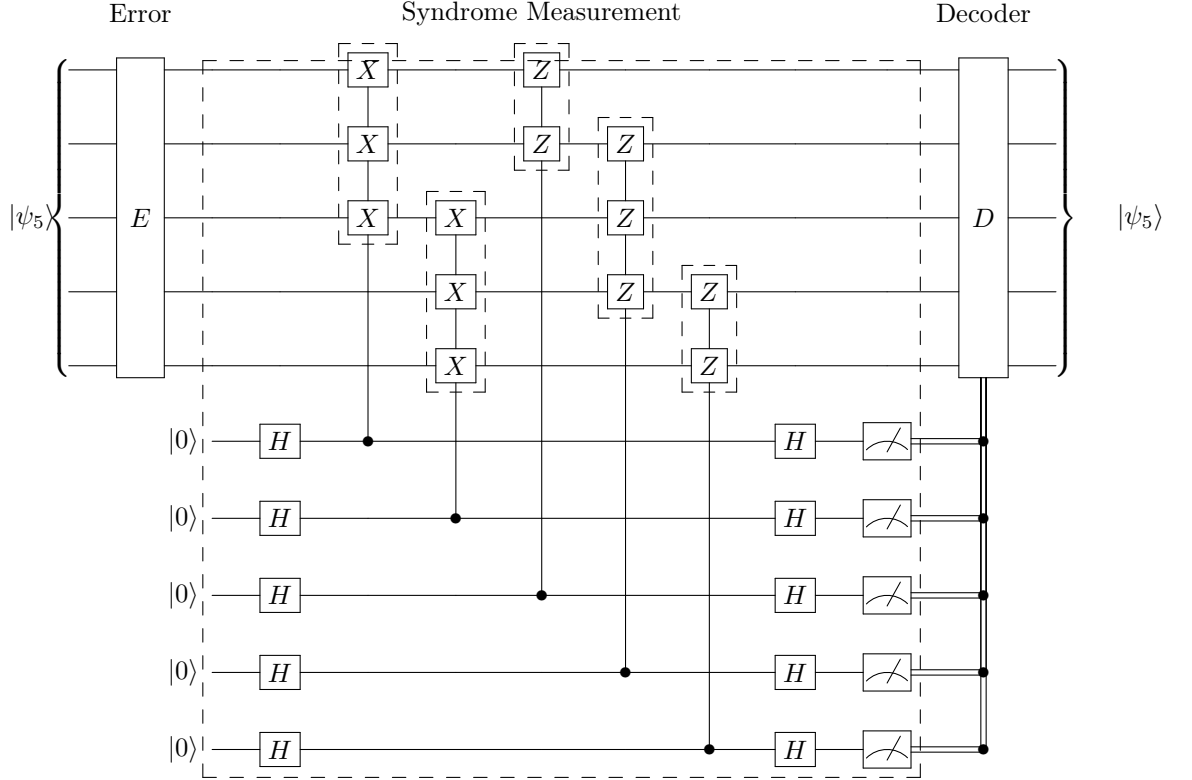 Error Syndrome Measurement Decoder
X Z
X Z Z
|ψ₅⟩ E X X Z D |ψ₅⟩
X Z Z
X Z
|0⟩ H H
|0⟩ H H
|0⟩ H H
|0⟩ H H
|0⟩ H H